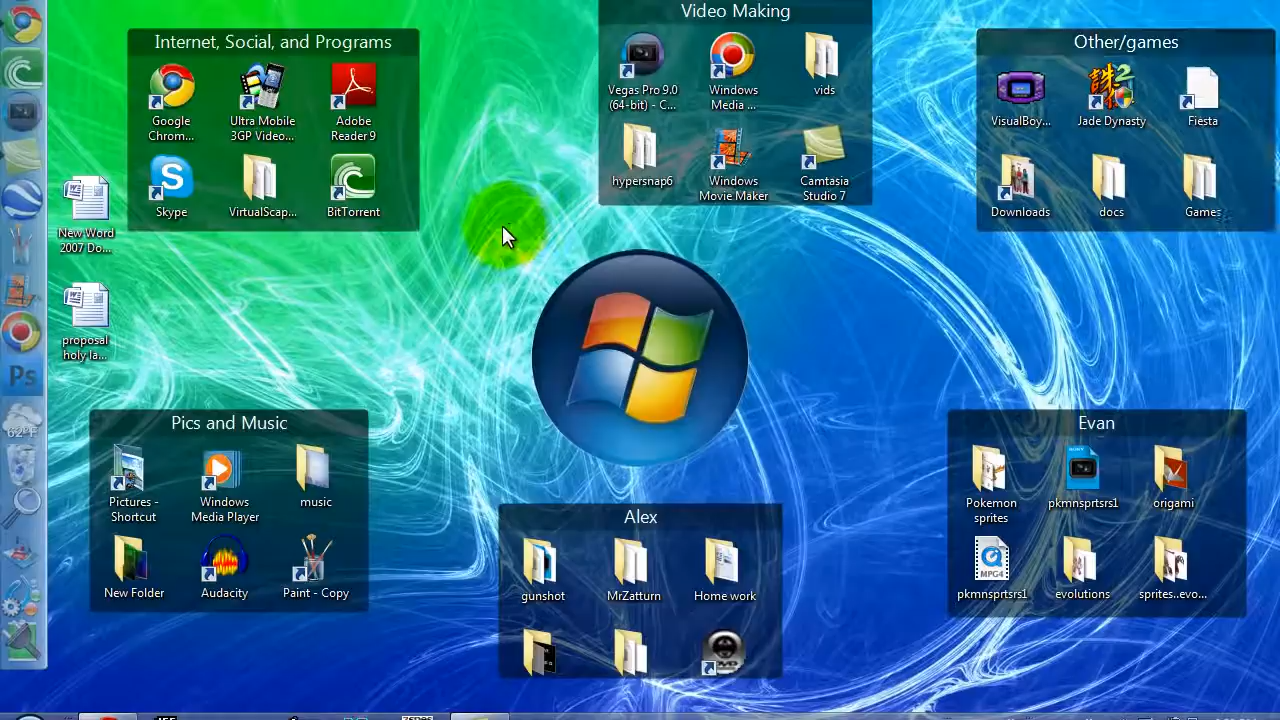 Internet, Social, and Programs
Google
Chrom...
Ultra Mobile
3GP Video...
Adobe
Reader 9
Skype
VirtualScap...
BitTorrent
Video Making
Vegas Pro 9.0
(64-bit) - C...
Windows
Media ...
vids
hypersnap6
Windows
Movie Maker
Camtasia
Studio 7
Other/games
VisualBoy...
Jade Dynasty
Fiesta
Downloads
docs
Games
New Word
2007 Do...
proposal
holy la...
Ps
62°F
Pics and Music
Pictures -
Shortcut
Windows
Media Player
music
New Folder
Audacity
Paint - Copy
Alex
gunshot
MrZatturn
Home work
Evan
Pokemon
sprites
pkmnsprtsrs1
origami
MPG4
pkmnsprtsrs1
evolutions
sprites..evo...